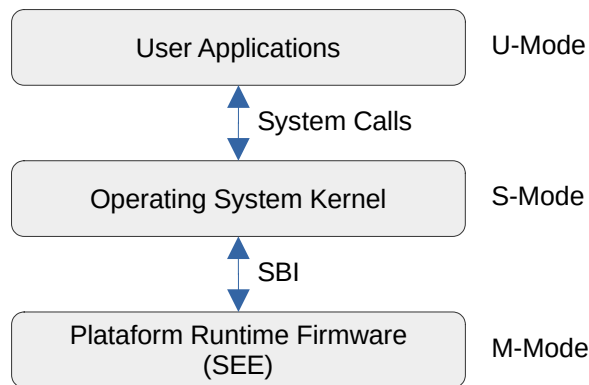 User Applications
U-Mode
System Calls
Operating System Kernel
S-Mode
SBI
Plataform Runtime Firmware
(SEE)
M-Mode